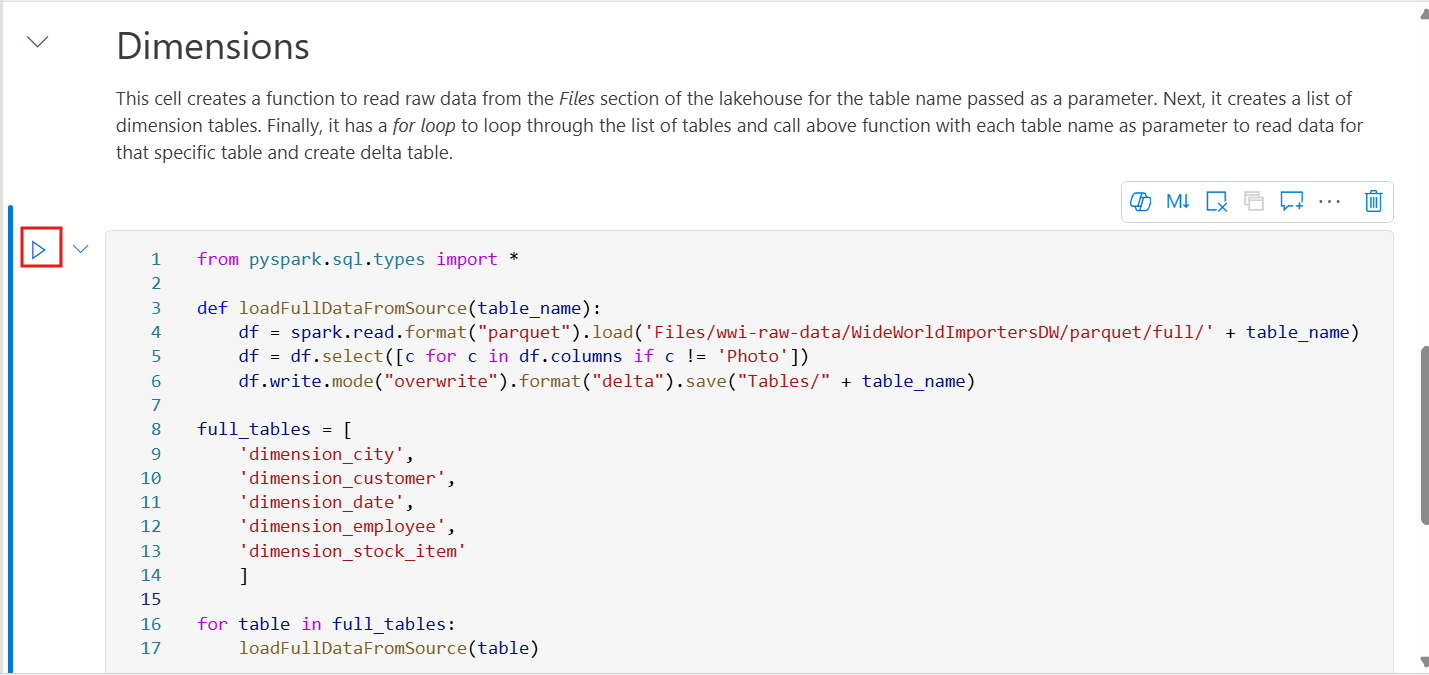 Dimensions
This cell creates a function to read raw data from the Files section of the lakehouse for the table name passed as a parameter. Next, it creates a list of
dimension tables. Finally, it has a for loop to loop through the list of tables and call above function with each table name as parameter to read data for
that specific table and create delta table.
M↓ ···
1 from pyspark.sql.types import *
2
3 def loadFullDataFromSource(table_name):
4     df = spark.read.format("parquet").load('Files/wwi-raw-data/WideWorldImportersDW/parquet/full/' + table_name)
5     df = df.select([c for c in df.columns if c != 'Photo'])
6     df.write.mode("overwrite").format("delta").save("Tables/" + table_name)
7
8 full_tables = [
9     'dimension_city',
10     'dimension_customer',
11     'dimension_date',
12     'dimension_employee',
13     'dimension_stock_item'
14     ]
15
16 for table in full_tables:
17     loadFullDataFromSource(table)